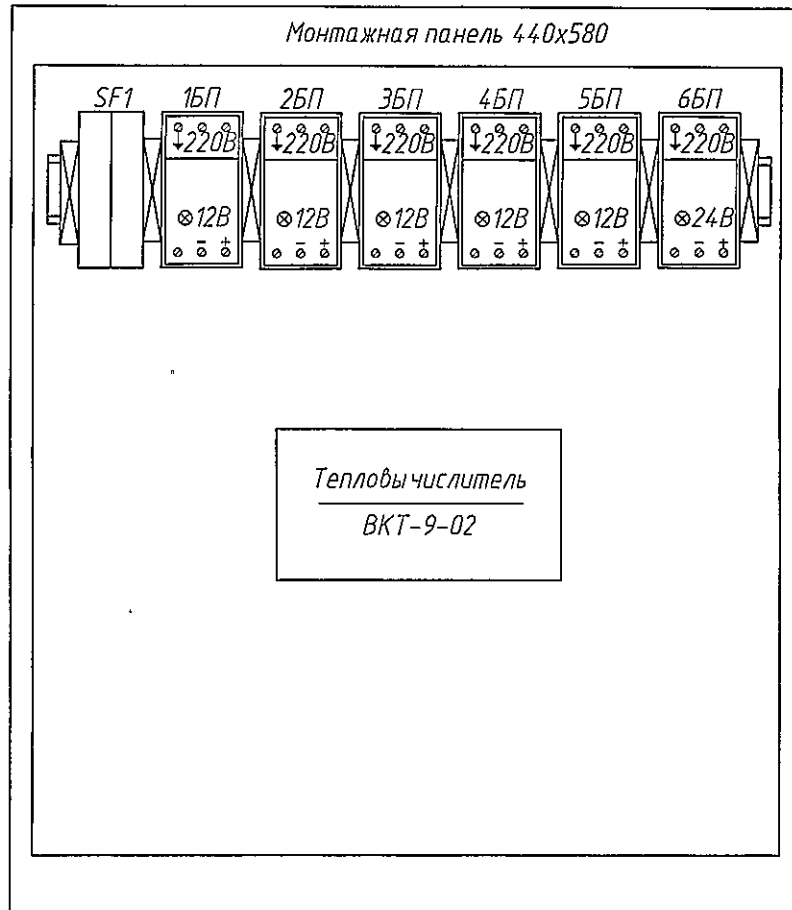 Монтажная панель 440х580
SF1 1БП 2БП 3БП 4БП 5БП 6БП
220В 220В 220В 220В 220В 220В
12В 12В 12В 12В 12В 24В
- + - + - + - + - + - +
Тепловычислитель
ВКТ-9-02